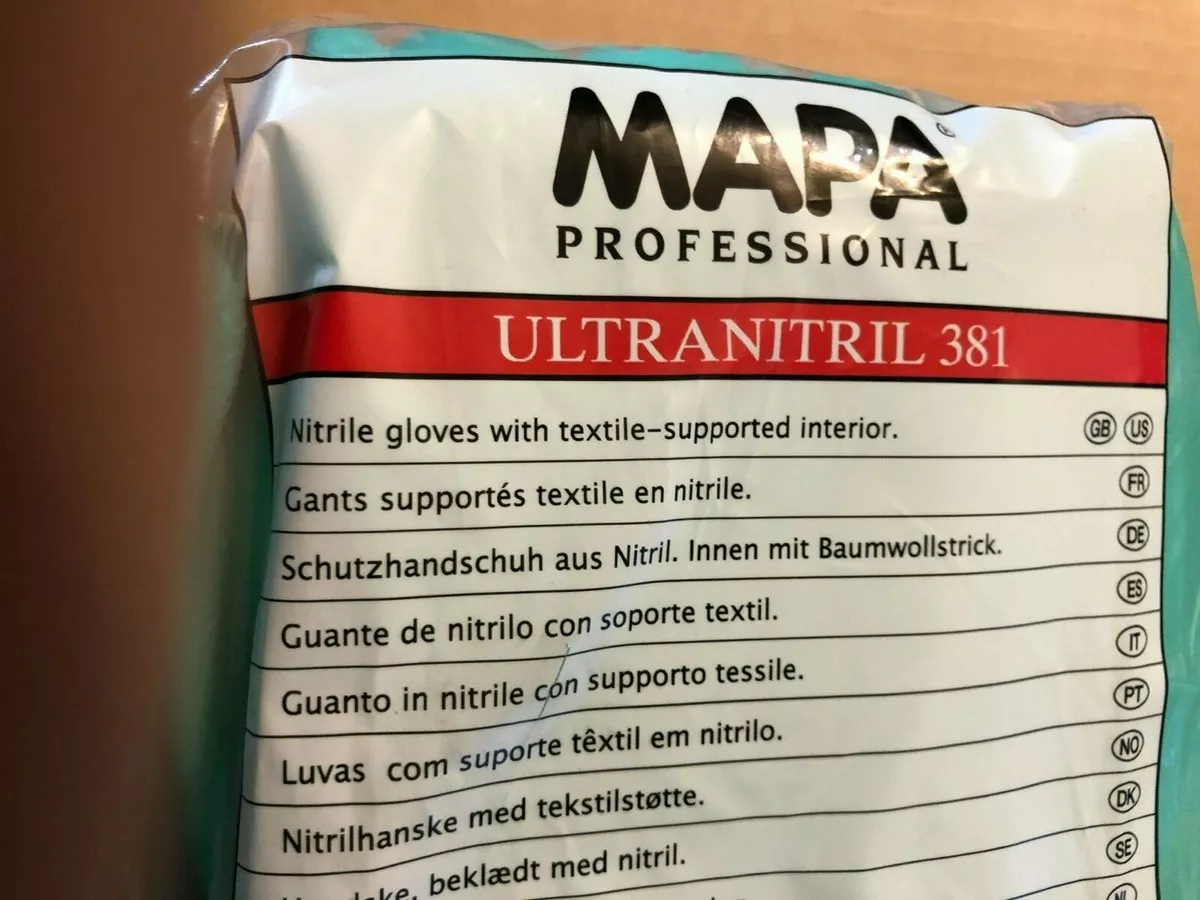 MAPA®
PROFESSIONAL
ULTRANITRIL 381
Nitrile gloves with textile-supported interior. GB US
Gants supportés textile en nitrile. FR
Schutzhandschuh aus Nitril. Innen mit Baumwollstrick. DE
Guante de nitrilo con soporte textil. ES
Guanto in nitrile con supporto tessile. IT
Luvas com suporte têxtil em nitrilo. PT
Nitrilhanske med tekstilstøtte. NO
beklædt med nitril. DK
SE
NL